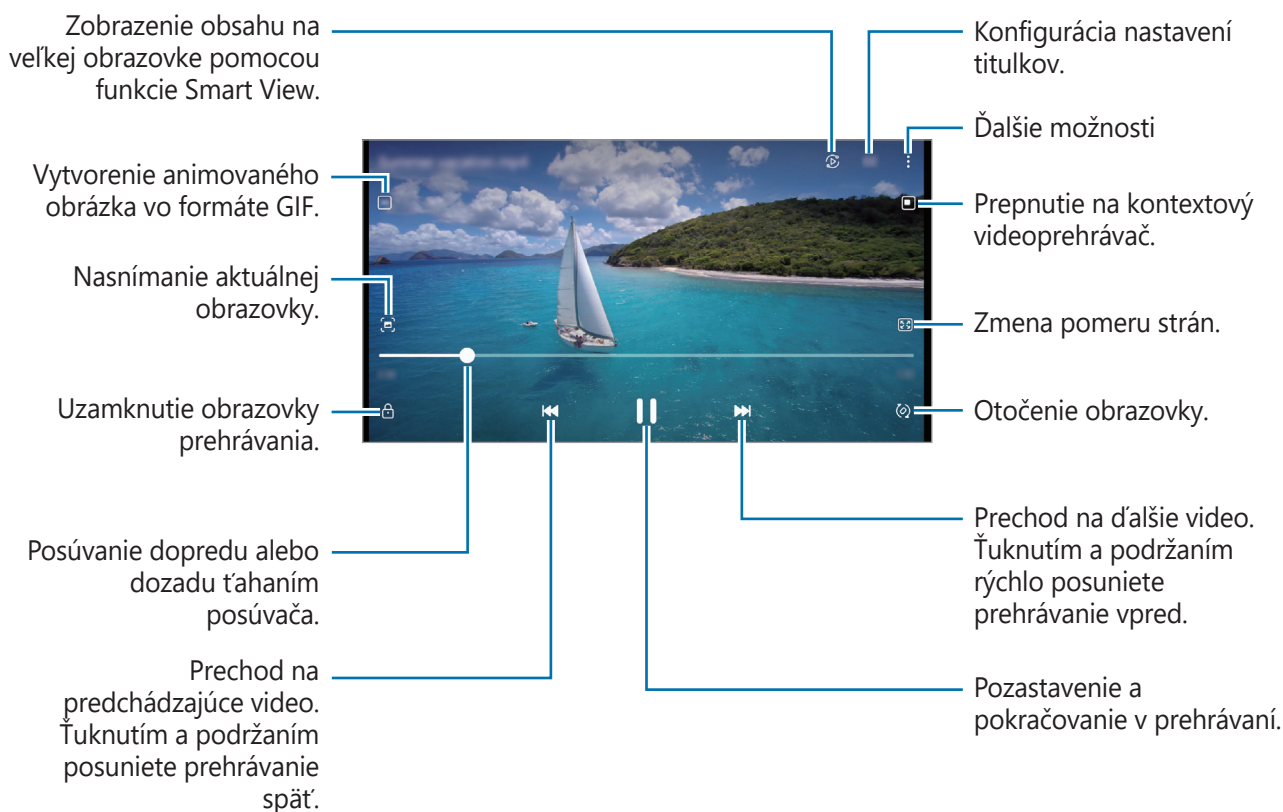 Zobrazenie obsahu na
veľkej obrazovke pomocou
funkcie Smart View.
Vytvorenie animovaného
obrázka vo formáte GIF.
Nasnímanie aktuálnej
obrazovky.
Uzamknutie obrazovky
prehrávania.
Posúvanie dopredu alebo
dozadu ťahaním
posúvača.
Prechod na
predchádzajúce video.
Ťuknutím a podržaním
posuniete prehrávanie
späť.
Konfigurácia nastavení
titulkov.
Ďalšie možnosti
Prepnutie na kontextový
videoprehrávač.
Zmena pomeru strán.
Otočenie obrazovky.
Prechod na ďalšie video.
Ťuknutím a podržaním
rýchlo posuniete
prehrávanie vpred.
Pozastavenie a
pokračovanie v prehrávaní.